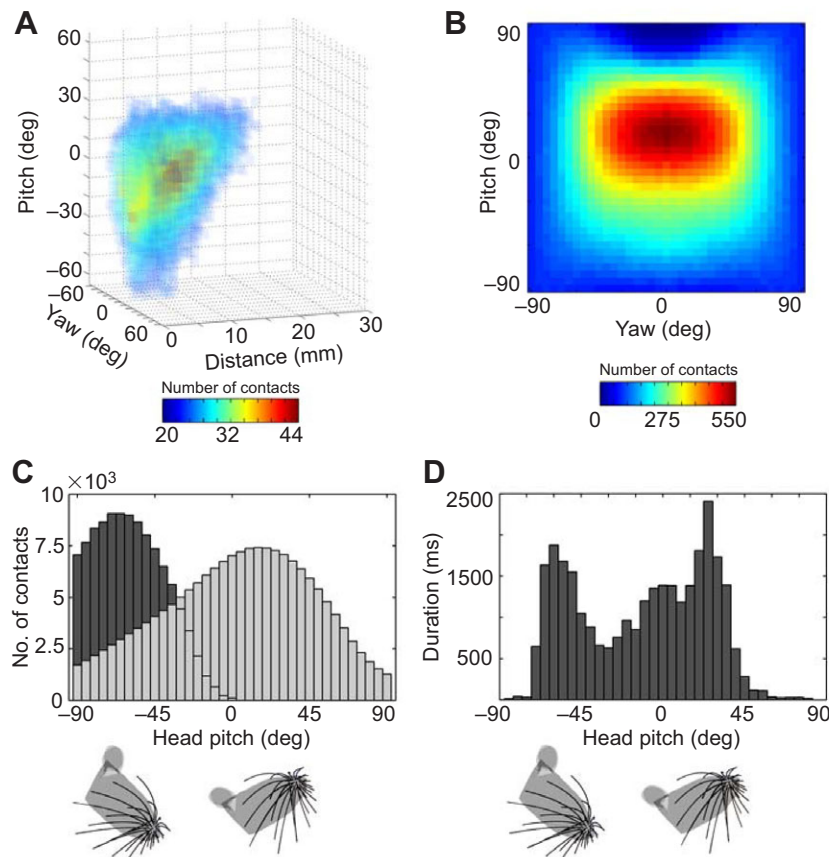 A
60
30
0
–30
–60
Pitch (deg)
–60
0
60
Yaw (deg)
0
10
20
30
Distance (mm)
Number of contacts
20 32 44
B
90
0
–90
Pitch (deg)
–90 0 90
Yaw (deg)
Number of contacts
0 275 550
C
×10³
10
7.5
5
2.5
0
No. of contacts
–90 –45 0 45 90
Head pitch (deg)
D
2500
1500
500
Duration (ms)
–90 –45 0 45 90
Head pitch (deg)